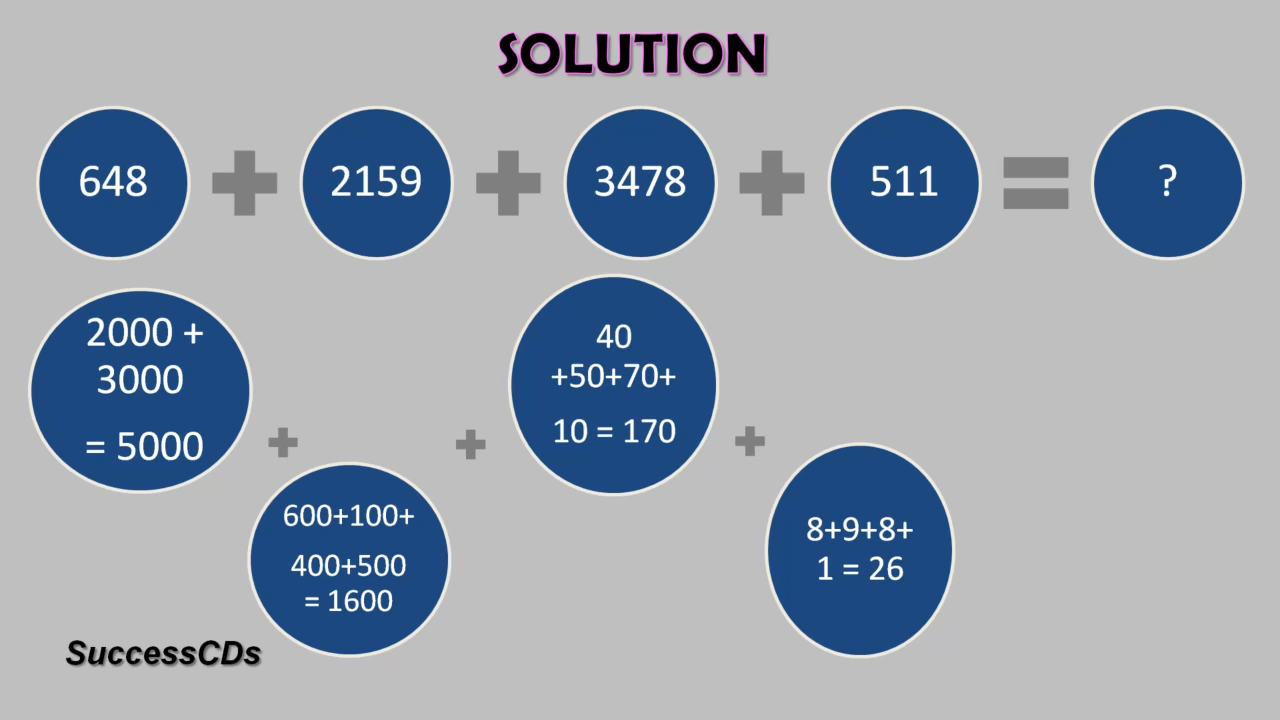 SOLUTION
648 + 2159 + 3478 + 511 = ?
2000 +
3000
= 5000
+
600+100+
400+500
= 1600
+
40
+50+70+
10 = 170
+
8+9+8+
1 = 26
SuccessCDs